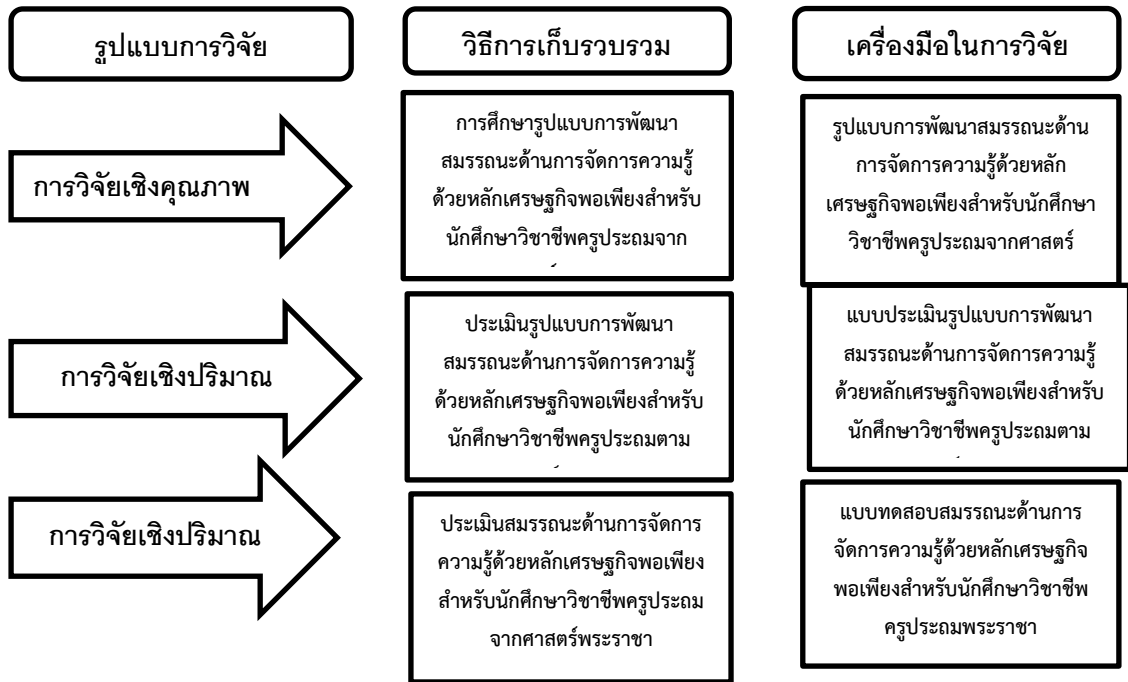 รูปแบบการวิจัย
วิธีการเก็บรวบรวม
เครื่องมือในการวิจัย
การวิจัยเชิงคุณภาพ
การศึกษารูปแบบการพัฒนา
สมรรถนะด้านการจัดการความรู้
ด้วยหลักเศรษฐกิจพอเพียงสำหรับ
นักศึกษาวิชาชีพครูประถมจาก
รูปแบบการพัฒนาสมรรถนะด้าน
การจัดการความรู้ด้วยหลัก
เศรษฐกิจพอเพียงสำหรับนักศึกษา
วิชาชีพครูประถมจากศาสตร์
การวิจัยเชิงปริมาณ
ประเมินรูปแบบการพัฒนา
สมรรถนะด้านการจัดการความรู้
ด้วยหลักเศรษฐกิจพอเพียงสำหรับ
นักศึกษาวิชาชีพครูประถมตาม
แบบประเมินรูปแบบการพัฒนา
สมรรถนะด้านการจัดการความรู้
ด้วยหลักเศรษฐกิจพอเพียงสำหรับ
นักศึกษาวิชาชีพครูประถมตาม
การวิจัยเชิงปริมาณ
ประเมินสมรรถนะด้านการจัดการ
ความรู้ด้วยหลักเศรษฐกิจพอเพียง
สำหรับนักศึกษาวิชาชีพครูประถม
จากศาสตร์พระราชา
แบบทดสอบสมรรถนะด้านการ
จัดการความรู้ด้วยหลักเศรษฐกิจ
พอเพียงสำหรับนักศึกษาวิชาชีพ
ครูประถมพระราชา